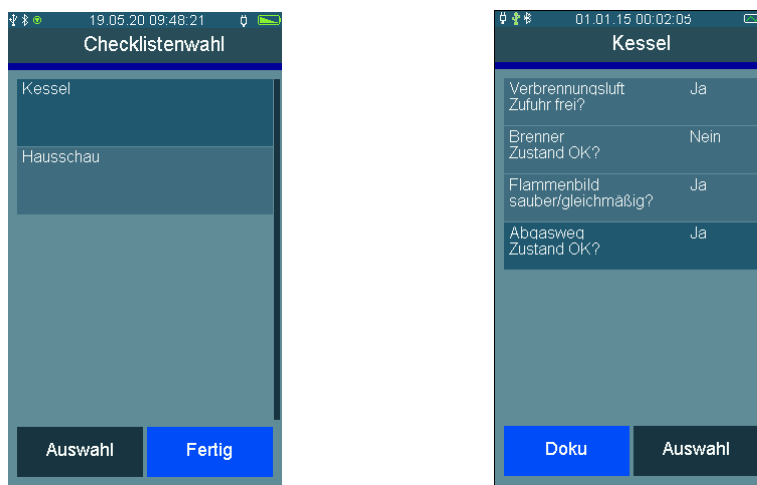 19.05.20 09:48:21
Checklistenwahl
Kessel
Hausschau
Auswahl Fertig
01.01.15 00:02:05
Kessel
Verbrennungsluft Ja
Zufuhr frei?
Brenner Nein
Zustand OK?
Flammenbild Ja
sauber/gleichmäßig?
Abgasweg Ja
Zustand OK?
Doku Auswahl